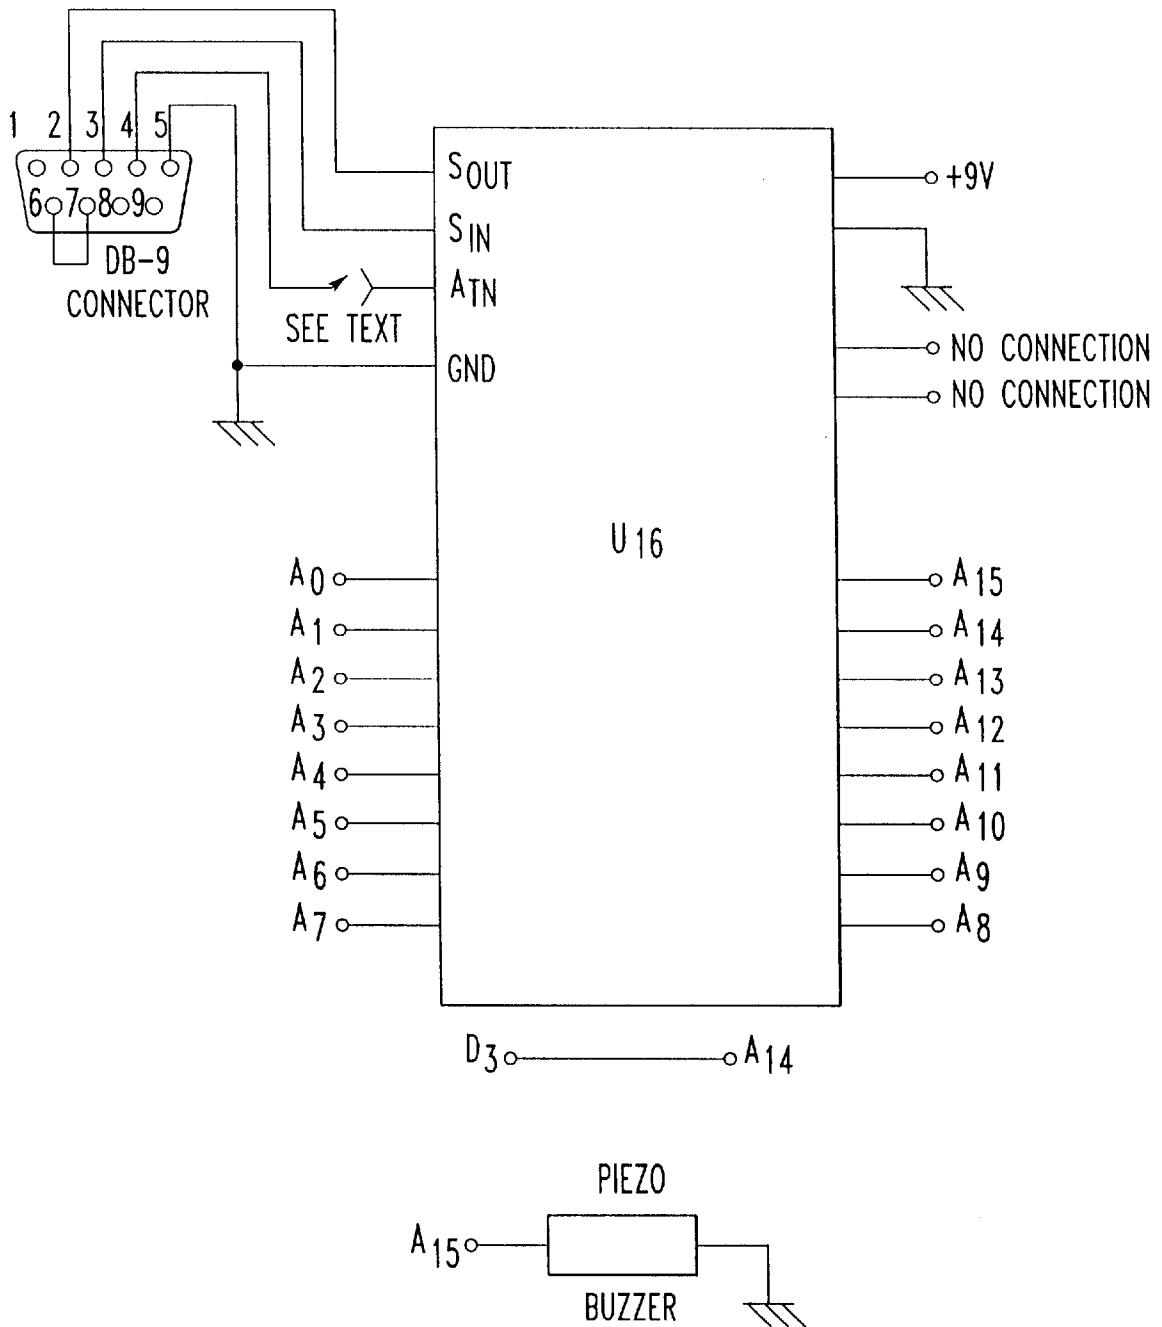 1 2 3 4 5
6 7 8 9
DB-9
CONNECTOR
SOUT
SIN
ATN
SEE TEXT
GND
+9V
NO CONNECTION
NO CONNECTION
U16
A0
A1
A2
A3
A4
A5
A6
A7
A15
A14
A13
A12
A11
A10
A9
A8
D3
A14
PIEZO
A15
BUZZER